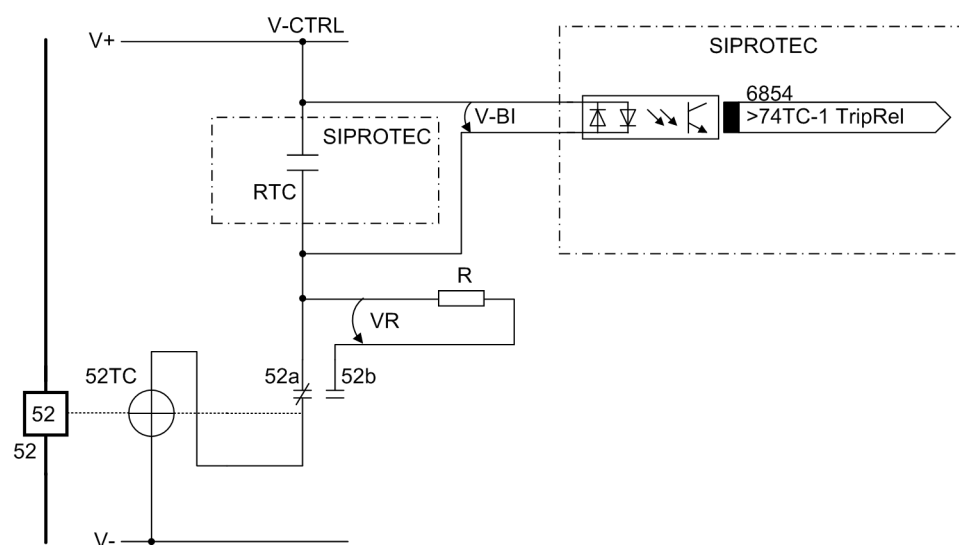 V-CTRL
V+
SIPROTEC
6854
V-BI
>74TC-1 TripRel
SIPROTEC
RTC
R
VR
52TC
52a
52b
52
52
V-